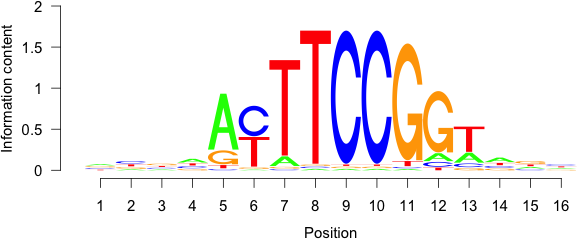 2
1.5
1
0.5
0
Information content
A C T T C C G G T
G T A A A
1 2 3 4 5 6 7 8 9 10 11 12 13 14 15 16
Position